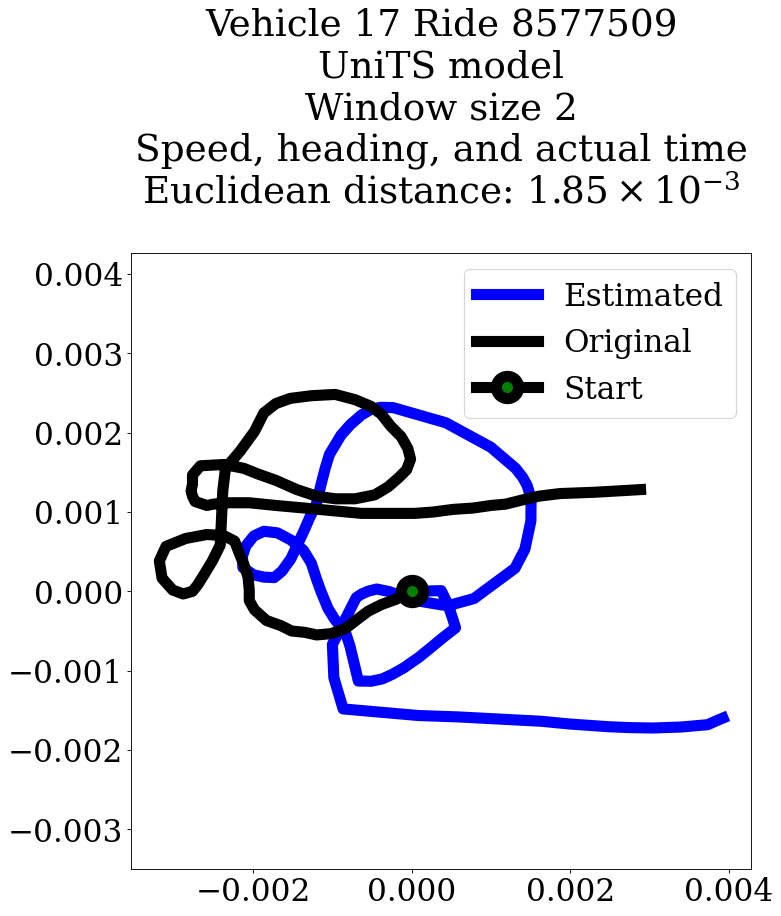 Vehicle 17 Ride 8577509
UniTS model
Window size 2
Speed, heading, and actual time
Euclidean distance: 1.85 × 10⁻³
Estimated
Original
Start
0.004
0.003
0.002
0.001
0.000
−0.001
−0.002
−0.003
−0.002 0.000 0.002 0.004